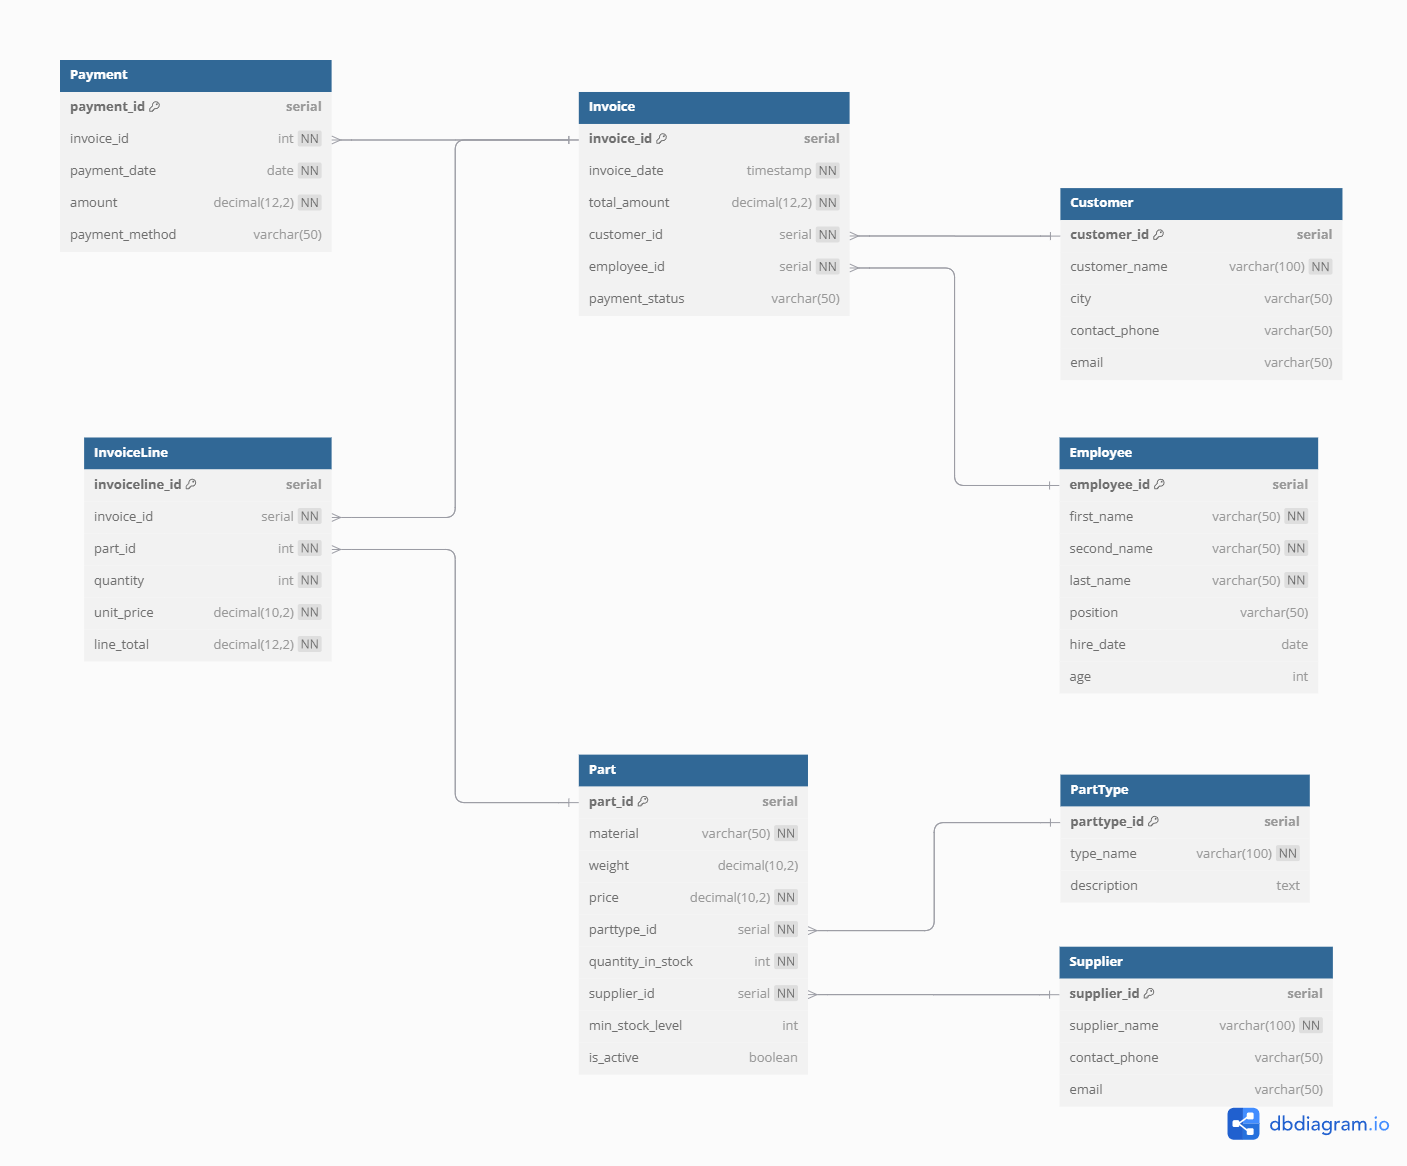 Payment
payment_id serial
invoice_id int NN
payment_date date NN
amount decimal(12,2) NN
payment_method varchar(50)
Invoice
invoice_id serial
invoice_date timestamp NN
total_amount decimal(12,2) NN
customer_id serial NN
employee_id serial NN
payment_status varchar(50)
Customer
customer_id serial
customer_name varchar(100) NN
city varchar(50)
contact_phone varchar(50)
email varchar(50)
InvoiceLine
invoiceline_id serial
invoice_id serial NN
part_id int NN
quantity int NN
unit_price decimal(10,2) NN
line_total decimal(12,2) NN
Employee
employee_id serial
first_name varchar(50) NN
second_name varchar(50) NN
last_name varchar(50) NN
position varchar(50)
hire_date date
age int
Part
part_id serial
material varchar(50) NN
weight decimal(10,2)
price decimal(10,2) NN
parttype_id serial NN
quantity_in_stock int NN
supplier_id serial NN
min_stock_level int
is_active boolean
PartType
parttype_id serial
type_name varchar(100) NN
description text
Supplier
supplier_id serial
supplier_name varchar(100) NN
contact_phone varchar(50)
email varchar(50)
dbdiagram.io